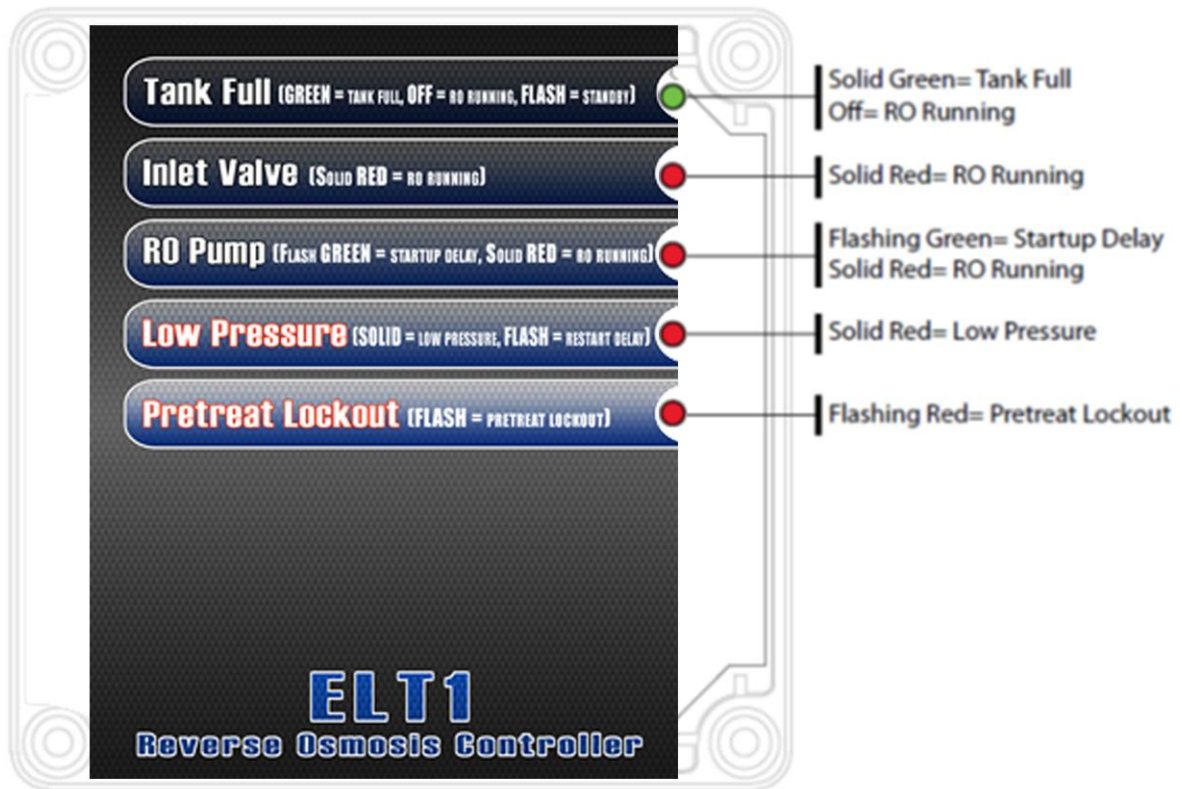 Tank Full (GREEN = TANK FULL, OFF = RO RUNNING, FLASH = STANDBY)
Solid Green= Tank Full
Off= RO Running
Inlet Valve (SOLID RED = RO RUNNING)
Solid Red= RO Running
RO Pump (FLASH GREEN = STARTUP DELAY, SOLID RED = RO RUNNING)
Flashing Green= Startup Delay
Solid Red= RO Running
Low Pressure (SOLID = LOW PRESSURE, FLASH = RESTART DELAY)
Solid Red= Low Pressure
Pretreat Lockout (FLASH = PRETREAT LOCKOUT)
Flashing Red= Pretreat Lockout
ELT1
Reverse Osmosis Controller